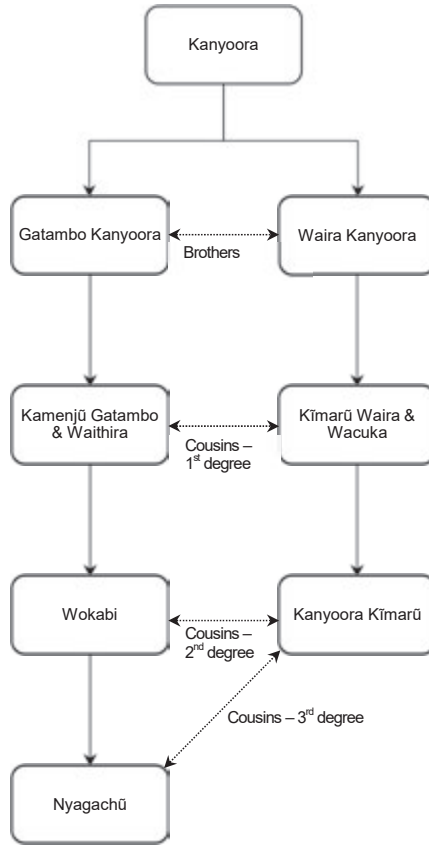 Kanyoora
Gatambo Kanyoora
Waira Kanyoora
Brothers
Kamenjũ Gatambo
& Waithira
Kĩmarũ Waira &
Wacuka
Cousins –
1st degree
Wokabi
Kanyoora Kĩmarũ
Cousins –
2nd degree
Cousins – 3rd degree
Nyagachũ